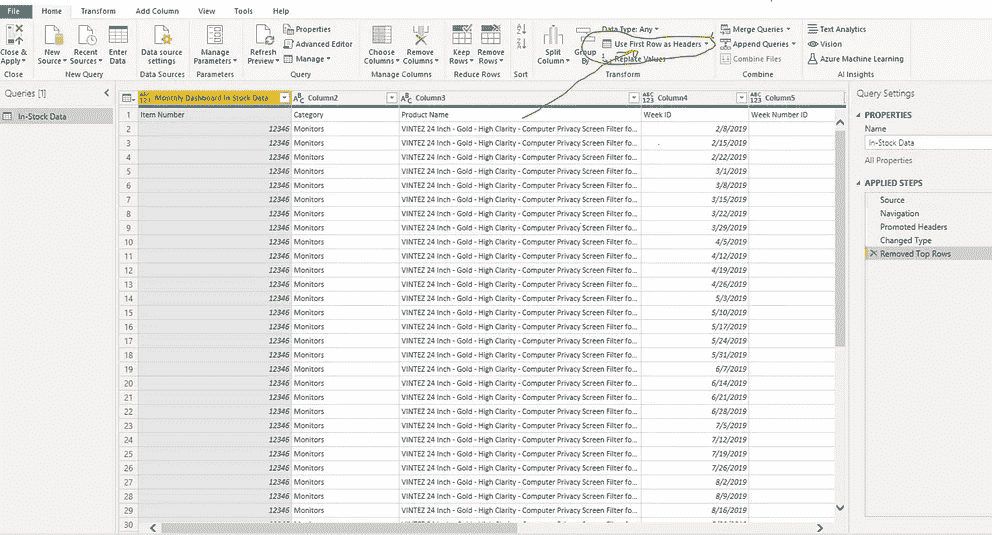 File Home Transform Add Column View Tools Help
Close & Apply New Source Recent Sources Enter Data Data source settings Manage Parameters Refresh Preview Properties Advanced Editor Manage Choose Columns Remove Columns Keep Rows Remove Rows Split Column Group By Data Type: Any Use First Row as Headers Replace Values Merge Queries Append Queries Combine Files Text Analytics Vision Azure Machine Learning
Close New Query Data Sources Parameters Query Manage Columns Reduce Rows Sort Transform Combine AI Insights
Queries [1]
In-Stock Data
Monthly Dashboard In Stock Data Column2 Column3 Column4 Column5
1 Item Number Category Product Name Week ID Week Number ID
2 12346 Monitors VINTEZ 24 Inch - Gold - High Clarity - Computer Privacy Screen Filter fo... 2/8/2019
3 12346 Monitors VINTEZ 24 Inch - Gold - High Clarity - Computer Privacy Screen Filter fo... 2/15/2019
4 12346 Monitors VINTEZ 24 Inch - Gold - High Clarity - Computer Privacy Screen Filter fo... 2/22/2019
5 12346 Monitors VINTEZ 24 Inch - Gold - High Clarity - Computer Privacy Screen Filter fo... 3/1/2019
6 12346 Monitors VINTEZ 24 Inch - Gold - High Clarity - Computer Privacy Screen Filter fo... 3/8/2019
7 12346 Monitors VINTEZ 24 Inch - Gold - High Clarity - Computer Privacy Screen Filter fo... 3/15/2019
8 12346 Monitors VINTEZ 24 Inch - Gold - High Clarity - Computer Privacy Screen Filter fo... 3/22/2019
9 12346 Monitors VINTEZ 24 Inch - Gold - High Clarity - Computer Privacy Screen Filter fo... 3/29/2019
10 12346 Monitors VINTEZ 24 Inch - Gold - High Clarity - Computer Privacy Screen Filter fo... 4/5/2019
11 12346 Monitors VINTEZ 24 Inch - Gold - High Clarity - Computer Privacy Screen Filter fo... 4/12/2019
12 12346 Monitors VINTEZ 24 Inch - Gold - High Clarity - Computer Privacy Screen Filter fo... 4/19/2019
13 12346 Monitors VINTEZ 24 Inch - Gold - High Clarity - Computer Privacy Screen Filter fo... 4/26/2019
14 12346 Monitors VINTEZ 24 Inch - Gold - High Clarity - Computer Privacy Screen Filter fo... 5/3/2019
15 12346 Monitors VINTEZ 24 Inch - Gold - High Clarity - Computer Privacy Screen Filter fo... 5/10/2019
16 12346 Monitors VINTEZ 24 Inch - Gold - High Clarity - Computer Privacy Screen Filter fo... 5/17/2019
17 12346 Monitors VINTEZ 24 Inch - Gold - High Clarity - Computer Privacy Screen Filter fo... 5/24/2019
18 12346 Monitors VINTEZ 24 Inch - Gold - High Clarity - Computer Privacy Screen Filter fo... 5/31/2019
19 12346 Monitors VINTEZ 24 Inch - Gold - High Clarity - Computer Privacy Screen Filter fo... 6/7/2019
20 12346 Monitors VINTEZ 24 Inch - Gold - High Clarity - Computer Privacy Screen Filter fo... 6/14/2019
21 12346 Monitors VINTEZ 24 Inch - Gold - High Clarity - Computer Privacy Screen Filter fo... 6/21/2019
22 12346 Monitors VINTEZ 24 Inch - Gold - High Clarity - Computer Privacy Screen Filter fo... 6/28/2019
23 12346 Monitors VINTEZ 24 Inch - Gold - High Clarity - Computer Privacy Screen Filter fo... 7/5/2019
24 12346 Monitors VINTEZ 24 Inch - Gold - High Clarity - Computer Privacy Screen Filter fo... 7/12/2019
25 12346 Monitors VINTEZ 24 Inch - Gold - High Clarity - Computer Privacy Screen Filter fo... 7/19/2019
26 12346 Monitors VINTEZ 24 Inch - Gold - High Clarity - Computer Privacy Screen Filter fo... 7/26/2019
27 12346 Monitors VINTEZ 24 Inch - Gold - High Clarity - Computer Privacy Screen Filter fo... 8/2/2019
28 12346 Monitors VINTEZ 24 Inch - Gold - High Clarity - Computer Privacy Screen Filter fo... 8/9/2019
29 12346 Monitors VINTEZ 24 Inch - Gold - High Clarity - Computer Privacy Screen Filter fo... 8/16/2019
30
Query Settings
PROPERTIES
Name
In-Stock Data
All Properties
APPLIED STEPS
Source
Navigation
Promoted Headers
Changed Type
Removed Top Rows